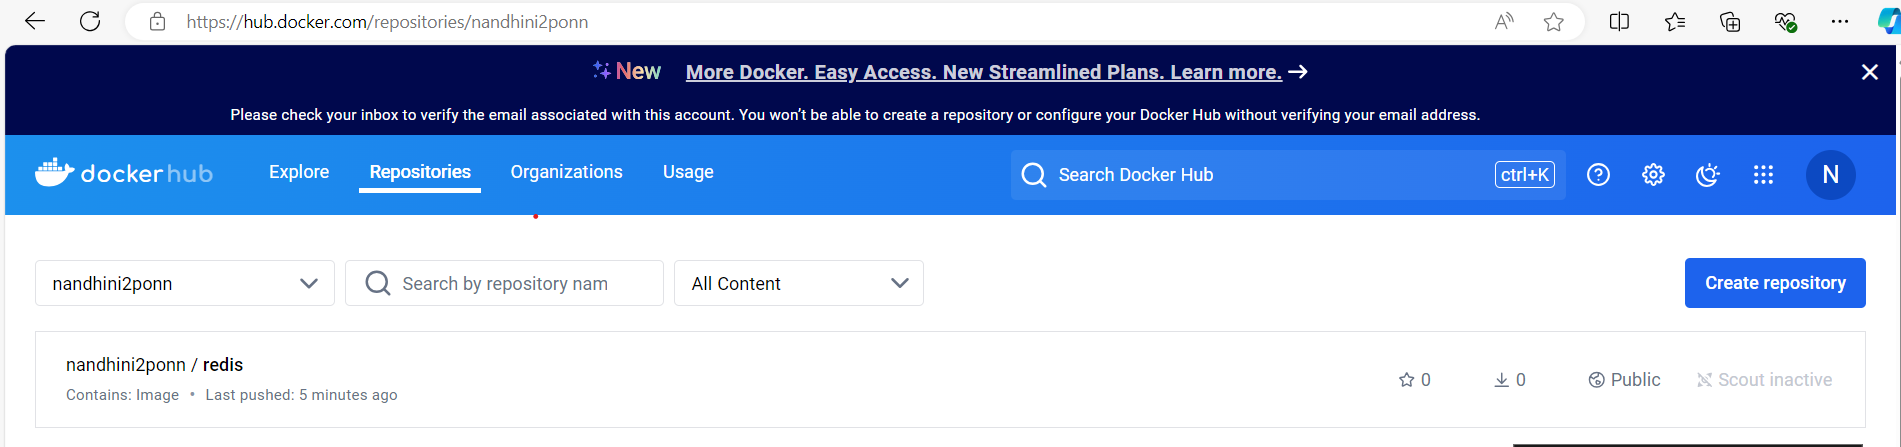 https://hub.docker.com/repositories/nandhini2ponn
New More Docker. Easy Access. New Streamlined Plans. Learn more. →
Please check your inbox to verify the email associated with this account. You won't be able to create a repository or configure your Docker Hub without verifying your email address.
dockerhub Explore Repositories Organizations Usage Search Docker Hub ctrl+K N
nandhini2ponn Search by repository nam All Content Create repository
nandhini2ponn / redis
Contains: Image • Last pushed: 5 minutes ago
0 0 Public Scout inactive